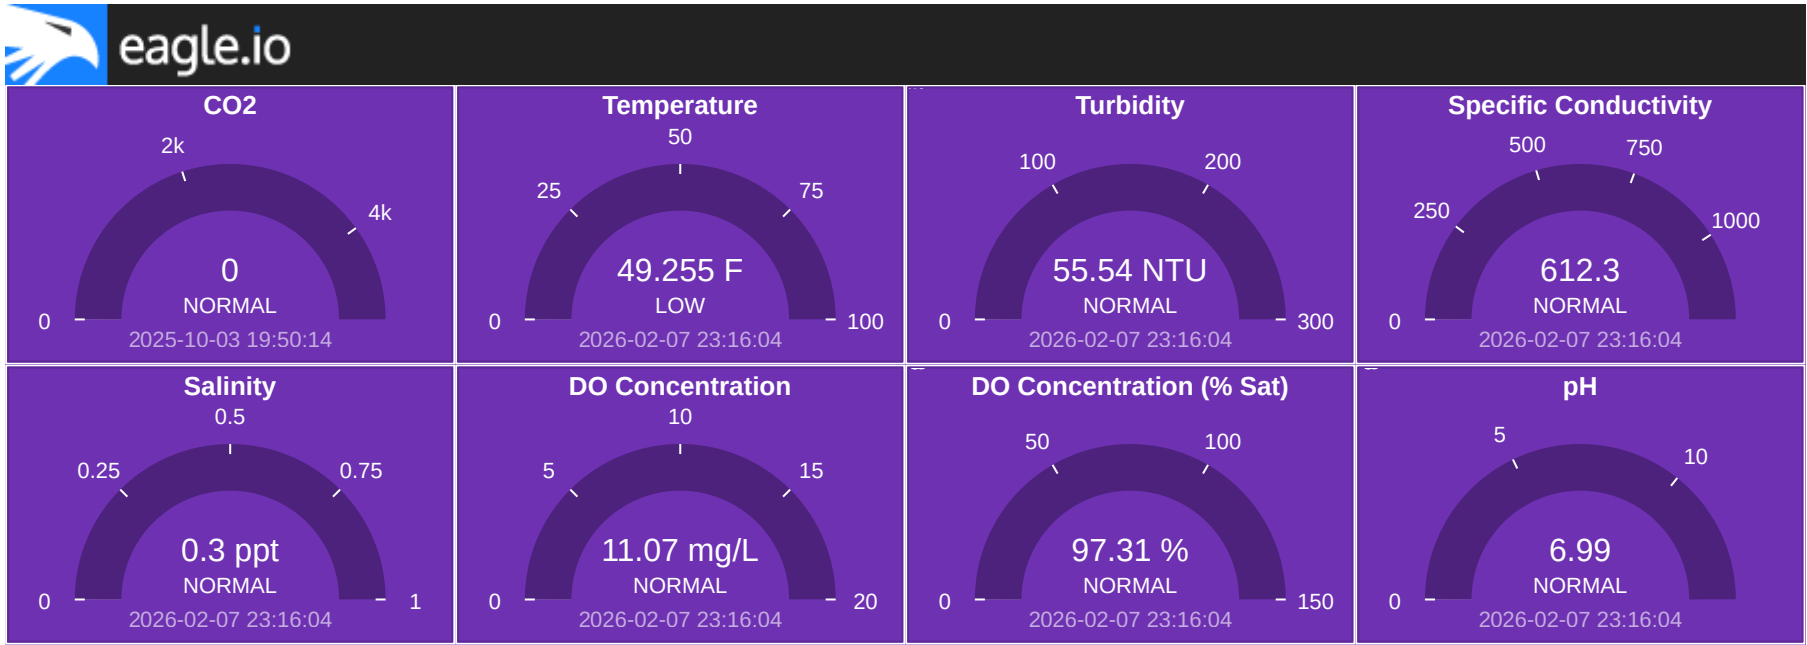 eagle.io
CO2
2k
4k
0
0
NORMAL
2025-10-03 19:50:14
Temperature
50
25
75
49.255 F
LOW
0
100
2026-02-07 23:16:04
Turbidity
100
200
55.54 NTU
NORMAL
0
300
2026-02-07 23:16:04
Specific Conductivity
500
750
250
1000
612.3
NORMAL
0
2026-02-07 23:16:04
Salinity
0.5
0.25
0.75
0.3 ppt
NORMAL
0
1
2026-02-07 23:16:04
DO Concentration
10
5
15
11.07 mg/L
NORMAL
0
20
2026-02-07 23:16:04
DO Concentration (% Sat)
50
100
97.31 %
NORMAL
0
150
2026-02-07 23:16:04
pH
5
10
6.99
NORMAL
0
2026-02-07 23:16:04